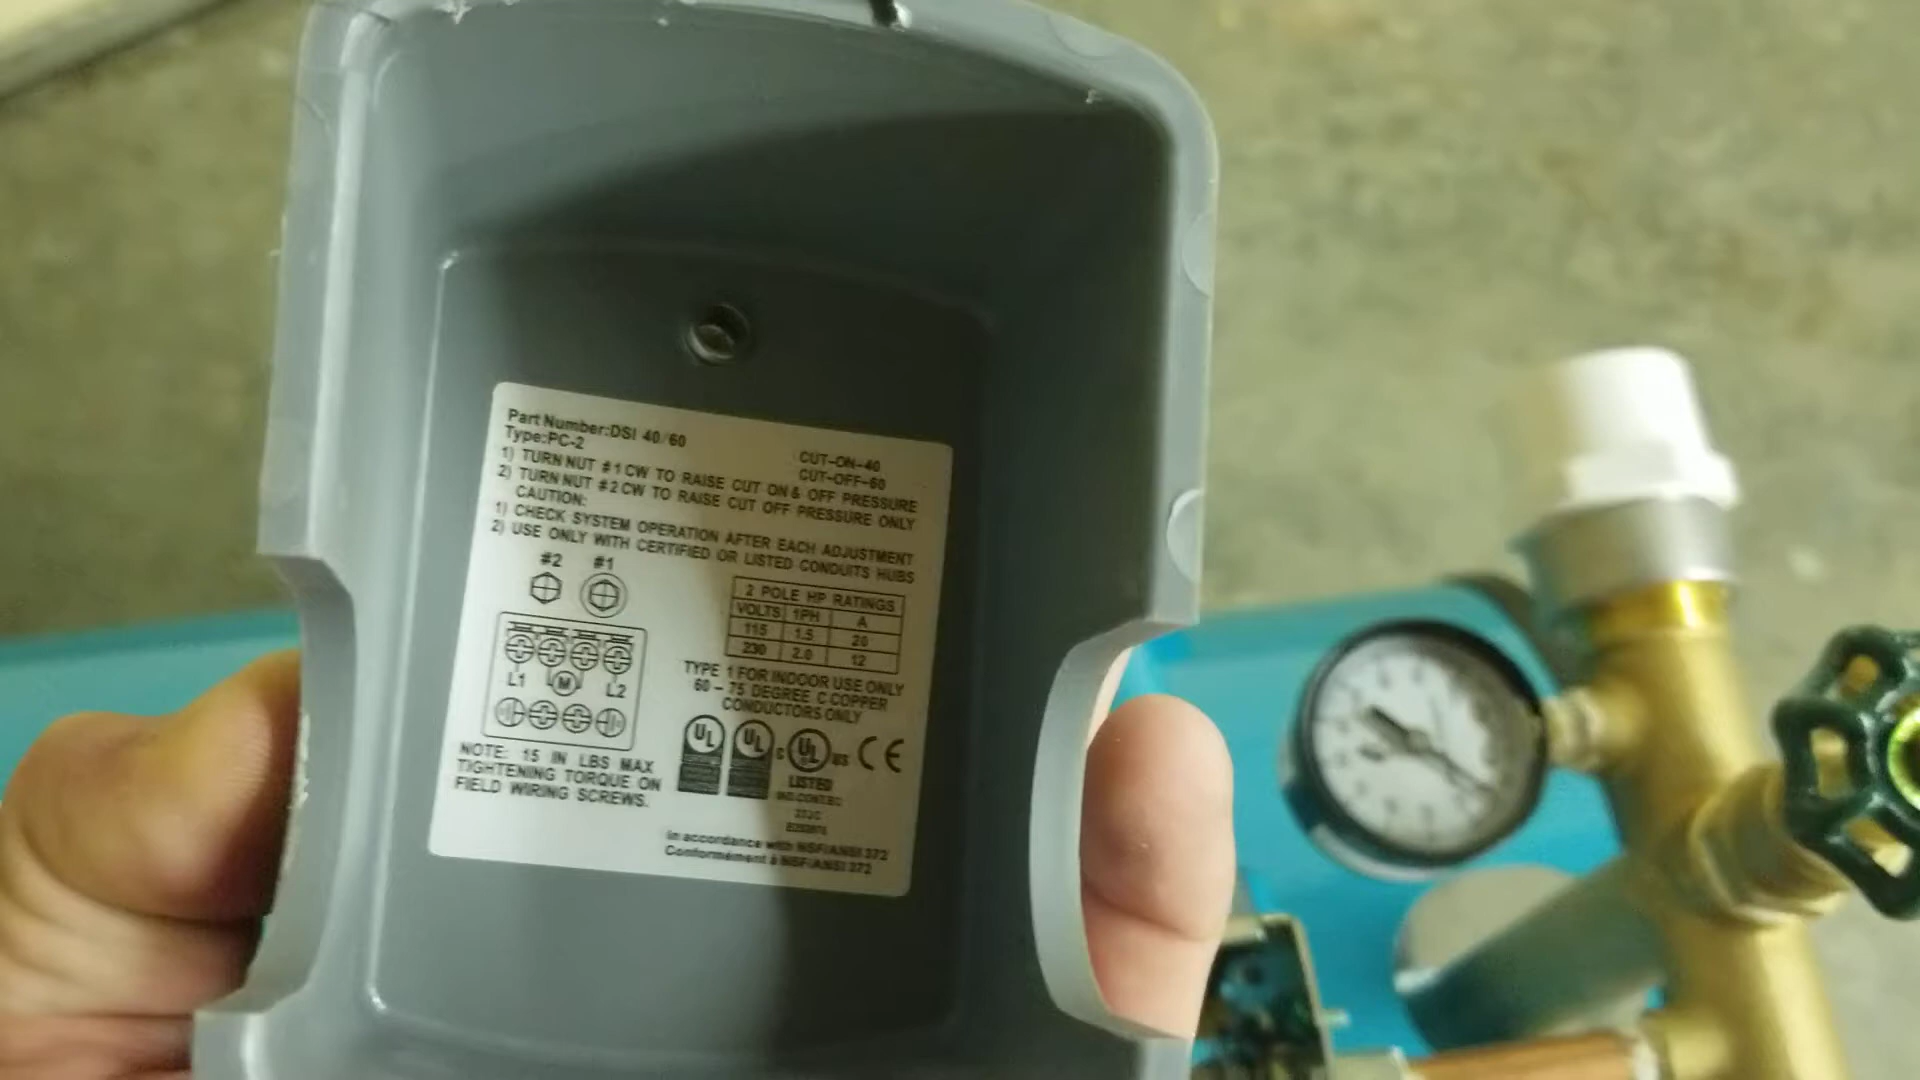 Part Number:DSI 40/60
Type:PC-2
CUT-ON-40
CUT-OFF-60
1) TURN NUT #1 CW TO RAISE CUT ON & OFF PRESSURE
2) TURN NUT #2 CW TO RAISE CUT OFF PRESSURE ONLY
CAUTION:
1) CHECK SYSTEM OPERATION AFTER EACH ADJUSTMENT
2) USE ONLY WITH CERTIFIED OR LISTED CONDUITS HUBS
#2 #1
L1 M L2
2 POLE HP RATINGS
VOLTS 1PH A
115 1.5 20
230 2.0 12
TYPE 1 FOR INDOOR USE ONLY
60 - 75 DEGREE C COPPER
CONDUCTORS ONLY
UL UL C UL US CE
LISTED
NOTE: 15 IN LBS MAX
TIGHTENING TORQUE ON
FIELD WIRING SCREWS.
In accordance with NSF/ANSI 372
Conformément à NSF/ANSI 372